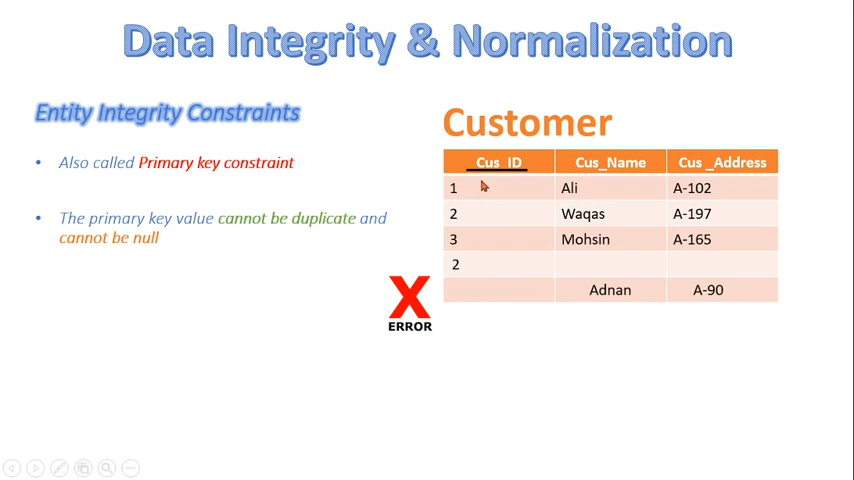 Data Integrity & Normalization
Entity Integrity Constraints
• Also called Primary key constraint
• The primary key value cannot be duplicate and
cannot be null
Customer
Cus_ID Cus_Name Cus_Address
1 Ali A-102
2 Waqas A-197
3 Mohsin A-165
2
Adnan A-90
X
ERROR